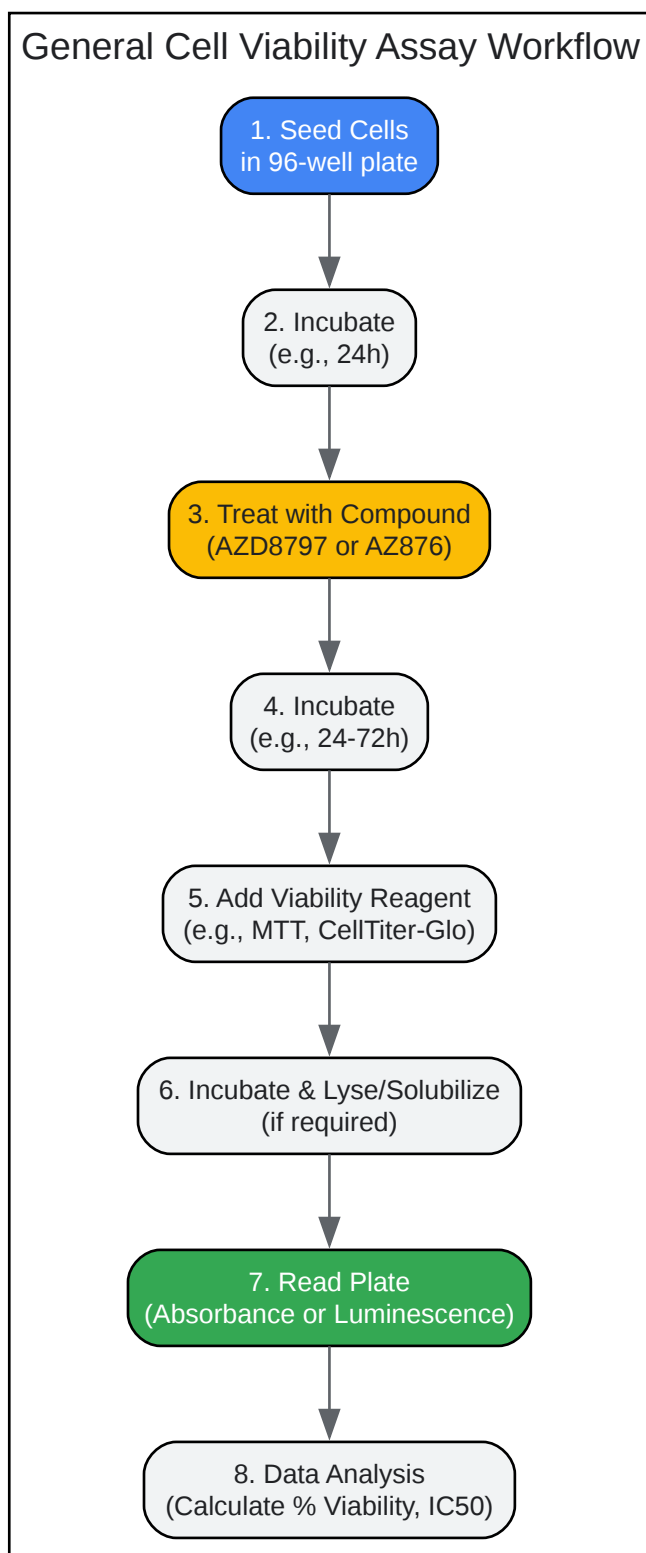 General Cell Viability Assay Workflow
1. Seed Cells
in 96-well plate
2. Incubate
(e.g., 24h)
3. Treat with Compound
(AZD8797 or AZ876)
4. Incubate
(e.g., 24-72h)
5. Add Viability Reagent
(e.g., MTT, CellTiter-Glo)
6. Incubate & Lyse/Solubilize
(if required)
7. Read Plate
(Absorbance or Luminescence)
8. Data Analysis
(Calculate % Viability, IC50)